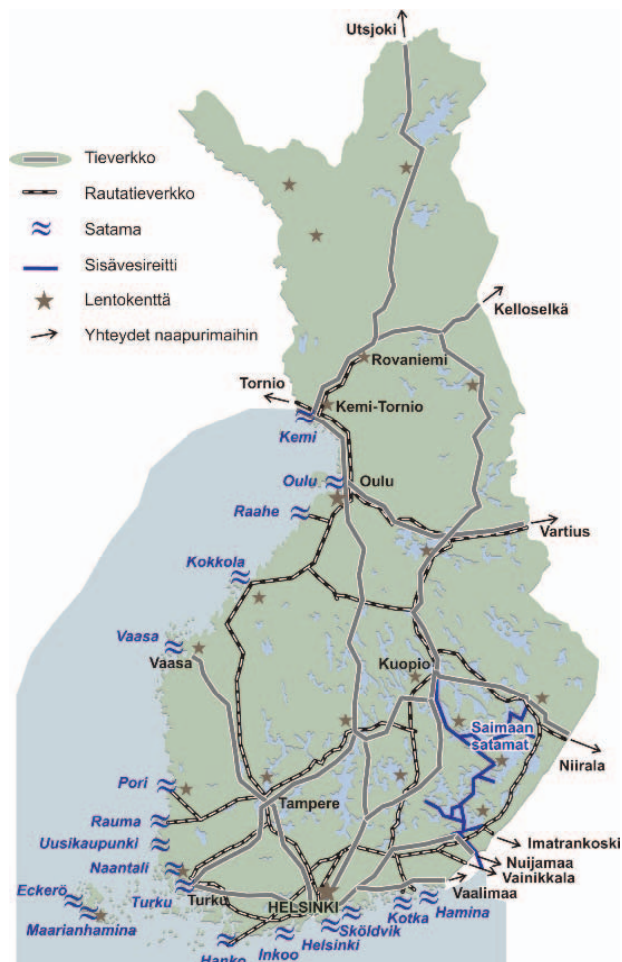 Utsjoki
Tieverkko
Rautatieverkko
Satama
Sisävesireitti
Lentokenttä
Yhteydet naapurimaihin
Kelloselkä
Rovaniemi
Tornio
Kemi-Tornio
Kemi
Oulu
Oulu
Raahe
Vartius
Kokkola
Vaasa
Vaasa
Kuopio
Saimaan
satamat
Niirala
Pori
Tampere
Rauma
Uusikaupunki
Imatrankoski
Nuijamaa
Naantali
Vainikkala
Vaalimaa
Eckerö
Turku
Turku
HELSINKI
Maarianhamina
Sköldvik
Kotka
Hamina
Helsinki
Inkoo
Hanko